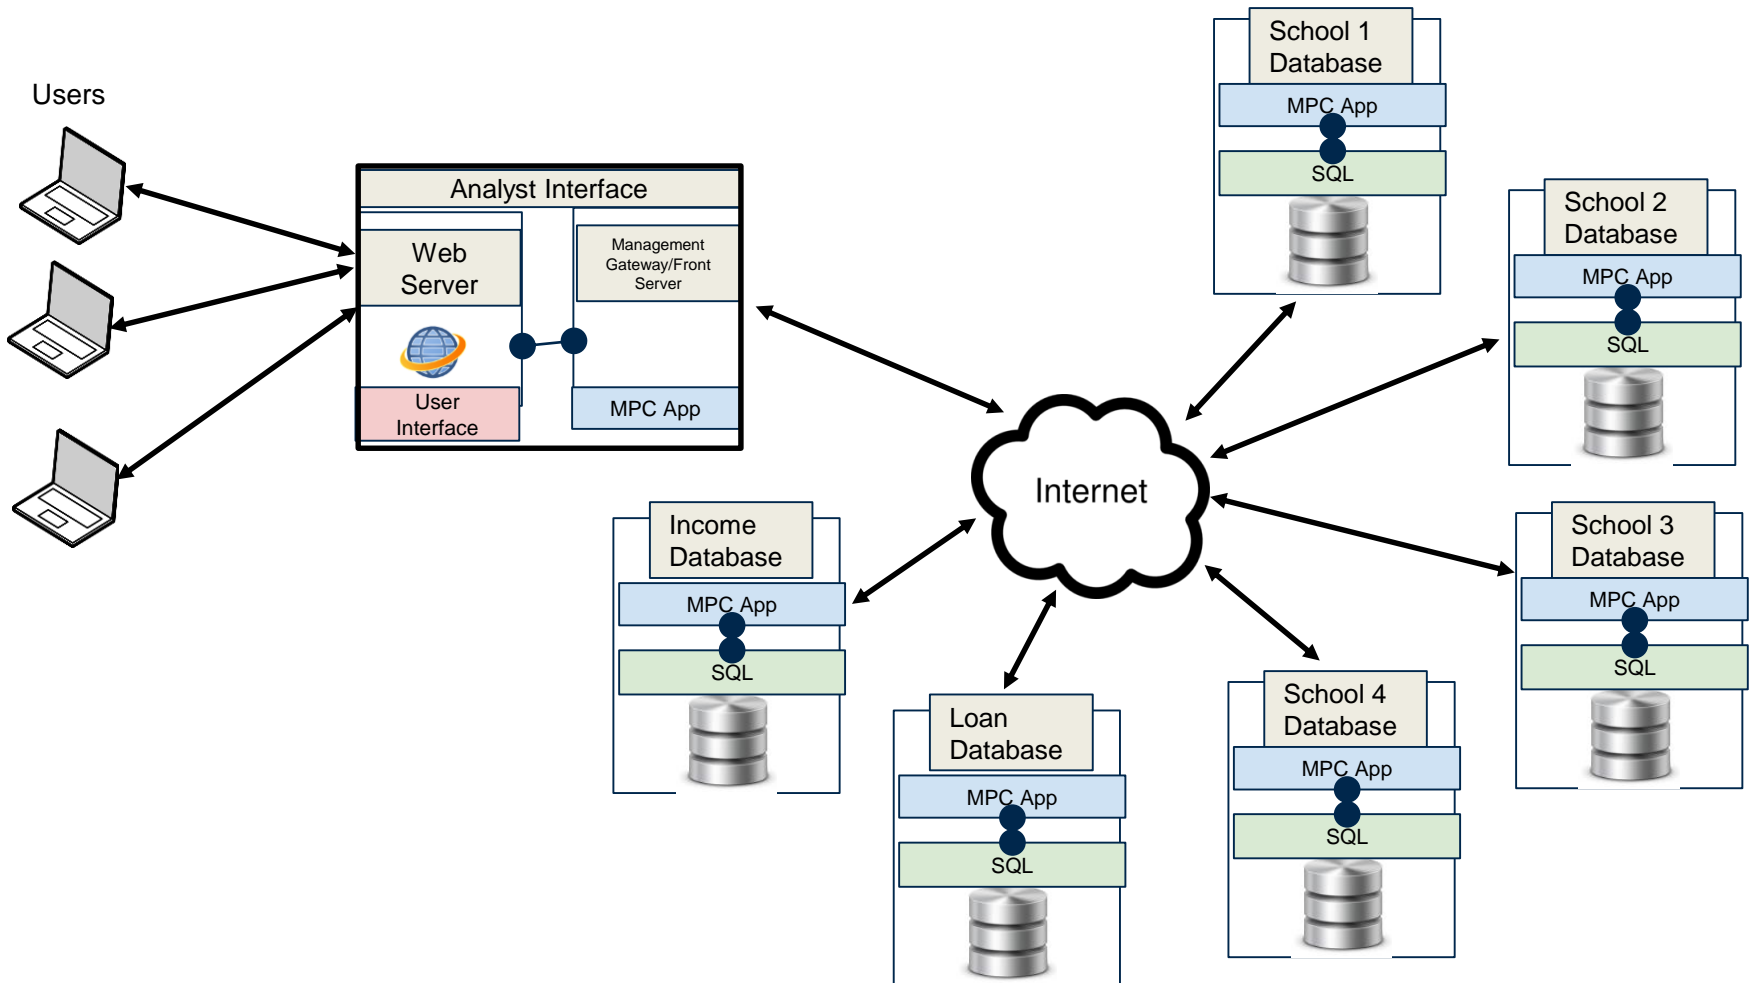 Users
Analyst Interface
Web
Server
Management
Gateway/Front
Server
User
Interface
MPC App
Internet
School 1
Database
MPC App
SQL
School 2
Database
MPC App
SQL
School 3
Database
MPC App
SQL
School 4
Database
MPC App
SQL
Loan
Database
MPC App
SQL
Income
Database
MPC App
SQL